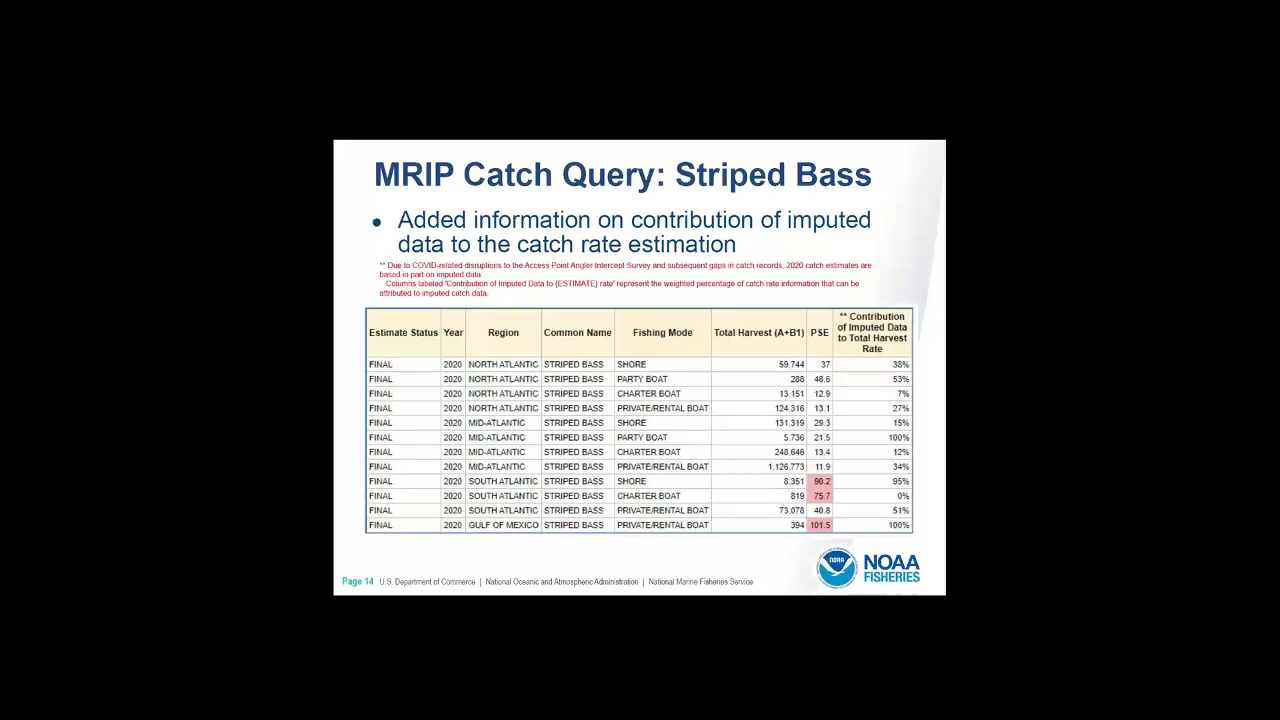 MRIP Catch Query: Striped Bass
● Added information on contribution of imputed
data to the catch rate estimation
** Due to COVID-related disruptions to the Access Point Angler Intercept Survey and subsequent gaps in catch records, 2020 catch estimates are
based in part on imputed data.
Columns labeled 'Contribution of Imputed Data to {ESTIMATE} rate' represent the weighted percentage of catch rate information that can be
attributed to imputed catch data.
Estimate Status Year Region Common Name Fishing Mode Total Harvest (A+B1) PSE ** Contribution of Imputed Data to Total Harvest Rate
FINAL 2020 NORTH ATLANTIC STRIPED BASS SHORE 59,744 37 38%
FINAL 2020 NORTH ATLANTIC STRIPED BASS PARTY BOAT 288 48.6 53%
FINAL 2020 NORTH ATLANTIC STRIPED BASS CHARTER BOAT 13,151 12.9 7%
FINAL 2020 NORTH ATLANTIC STRIPED BASS PRIVATE/RENTAL BOAT 124,316 13.1 27%
FINAL 2020 MID-ATLANTIC STRIPED BASS SHORE 131,319 29.3 15%
FINAL 2020 MID-ATLANTIC STRIPED BASS PARTY BOAT 5,736 21.5 100%
FINAL 2020 MID-ATLANTIC STRIPED BASS CHARTER BOAT 248,646 13.4 12%
FINAL 2020 MID-ATLANTIC STRIPED BASS PRIVATE/RENTAL BOAT 1,126,773 11.9 34%
FINAL 2020 SOUTH ATLANTIC STRIPED BASS SHORE 8,351 90.2 95%
FINAL 2020 SOUTH ATLANTIC STRIPED BASS CHARTER BOAT 819 75.7 0%
FINAL 2020 SOUTH ATLANTIC STRIPED BASS PRIVATE/RENTAL BOAT 73,078 40.8 51%
FINAL 2020 GULF OF MEXICO STRIPED BASS PRIVATE/RENTAL BOAT 394 101.5 100%
NOAA
NOAA
FISHERIES
Page 14 U.S. Department of Commerce | National Oceanic and Atmospheric Administration | National Marine Fisheries Service